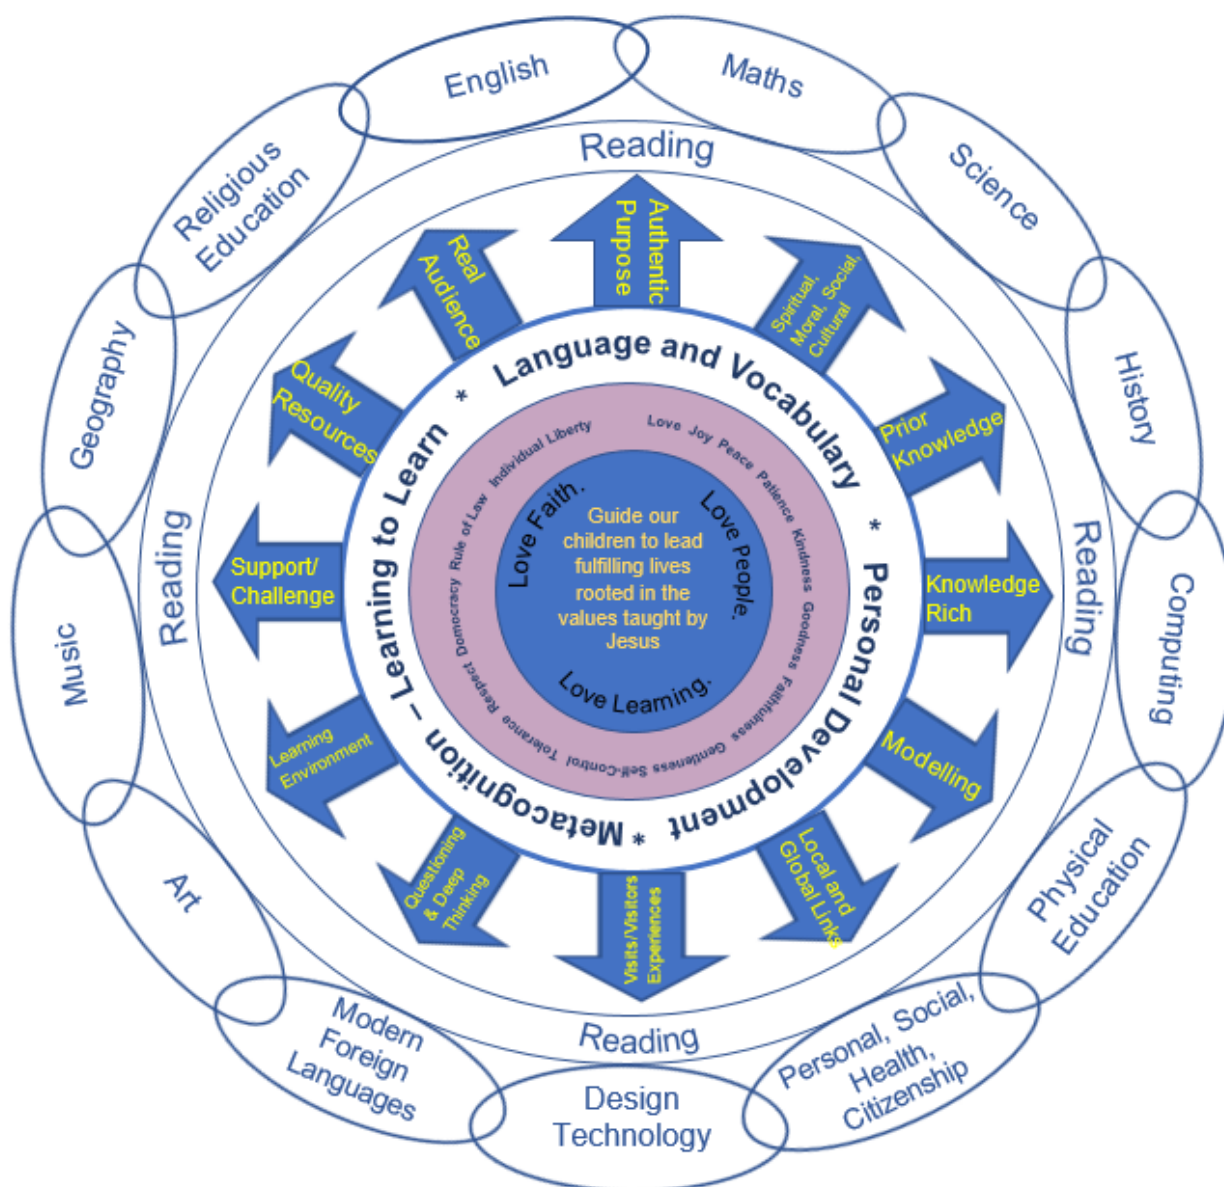 English
Maths
Science
History
Computing
Physical
Education
Personal, Social,
Health,
Citizenship
Design
Technology
Modern
Foreign
Languages
Art
Music
Geography
Religious
Education
Reading
Reading
Reading
Reading
Authentic
Purpose
Spiritual,
Moral, Social,
Cultural
Prior
Knowledge
Knowledge
Rich
Modelling
Local and
Global Links
Visits/Visitors
Experiences
Questioning
& Deep
Thinking
Learning
Environment
Support/
Challenge
Quality
Resources
Real
Audience
* Language and Vocabulary * Personal Development * Metacognition – Learning to Learn
Love Joy Peace Patience Kindness Goodness Faithfulness Gentleness Self-Control Tolerance Respect Democracy Rule of Law Individual Liberty
Love Faith.
Love People.
Love Learning.
Guide our
children to lead
fulfilling lives
rooted in the
values taught by
Jesus